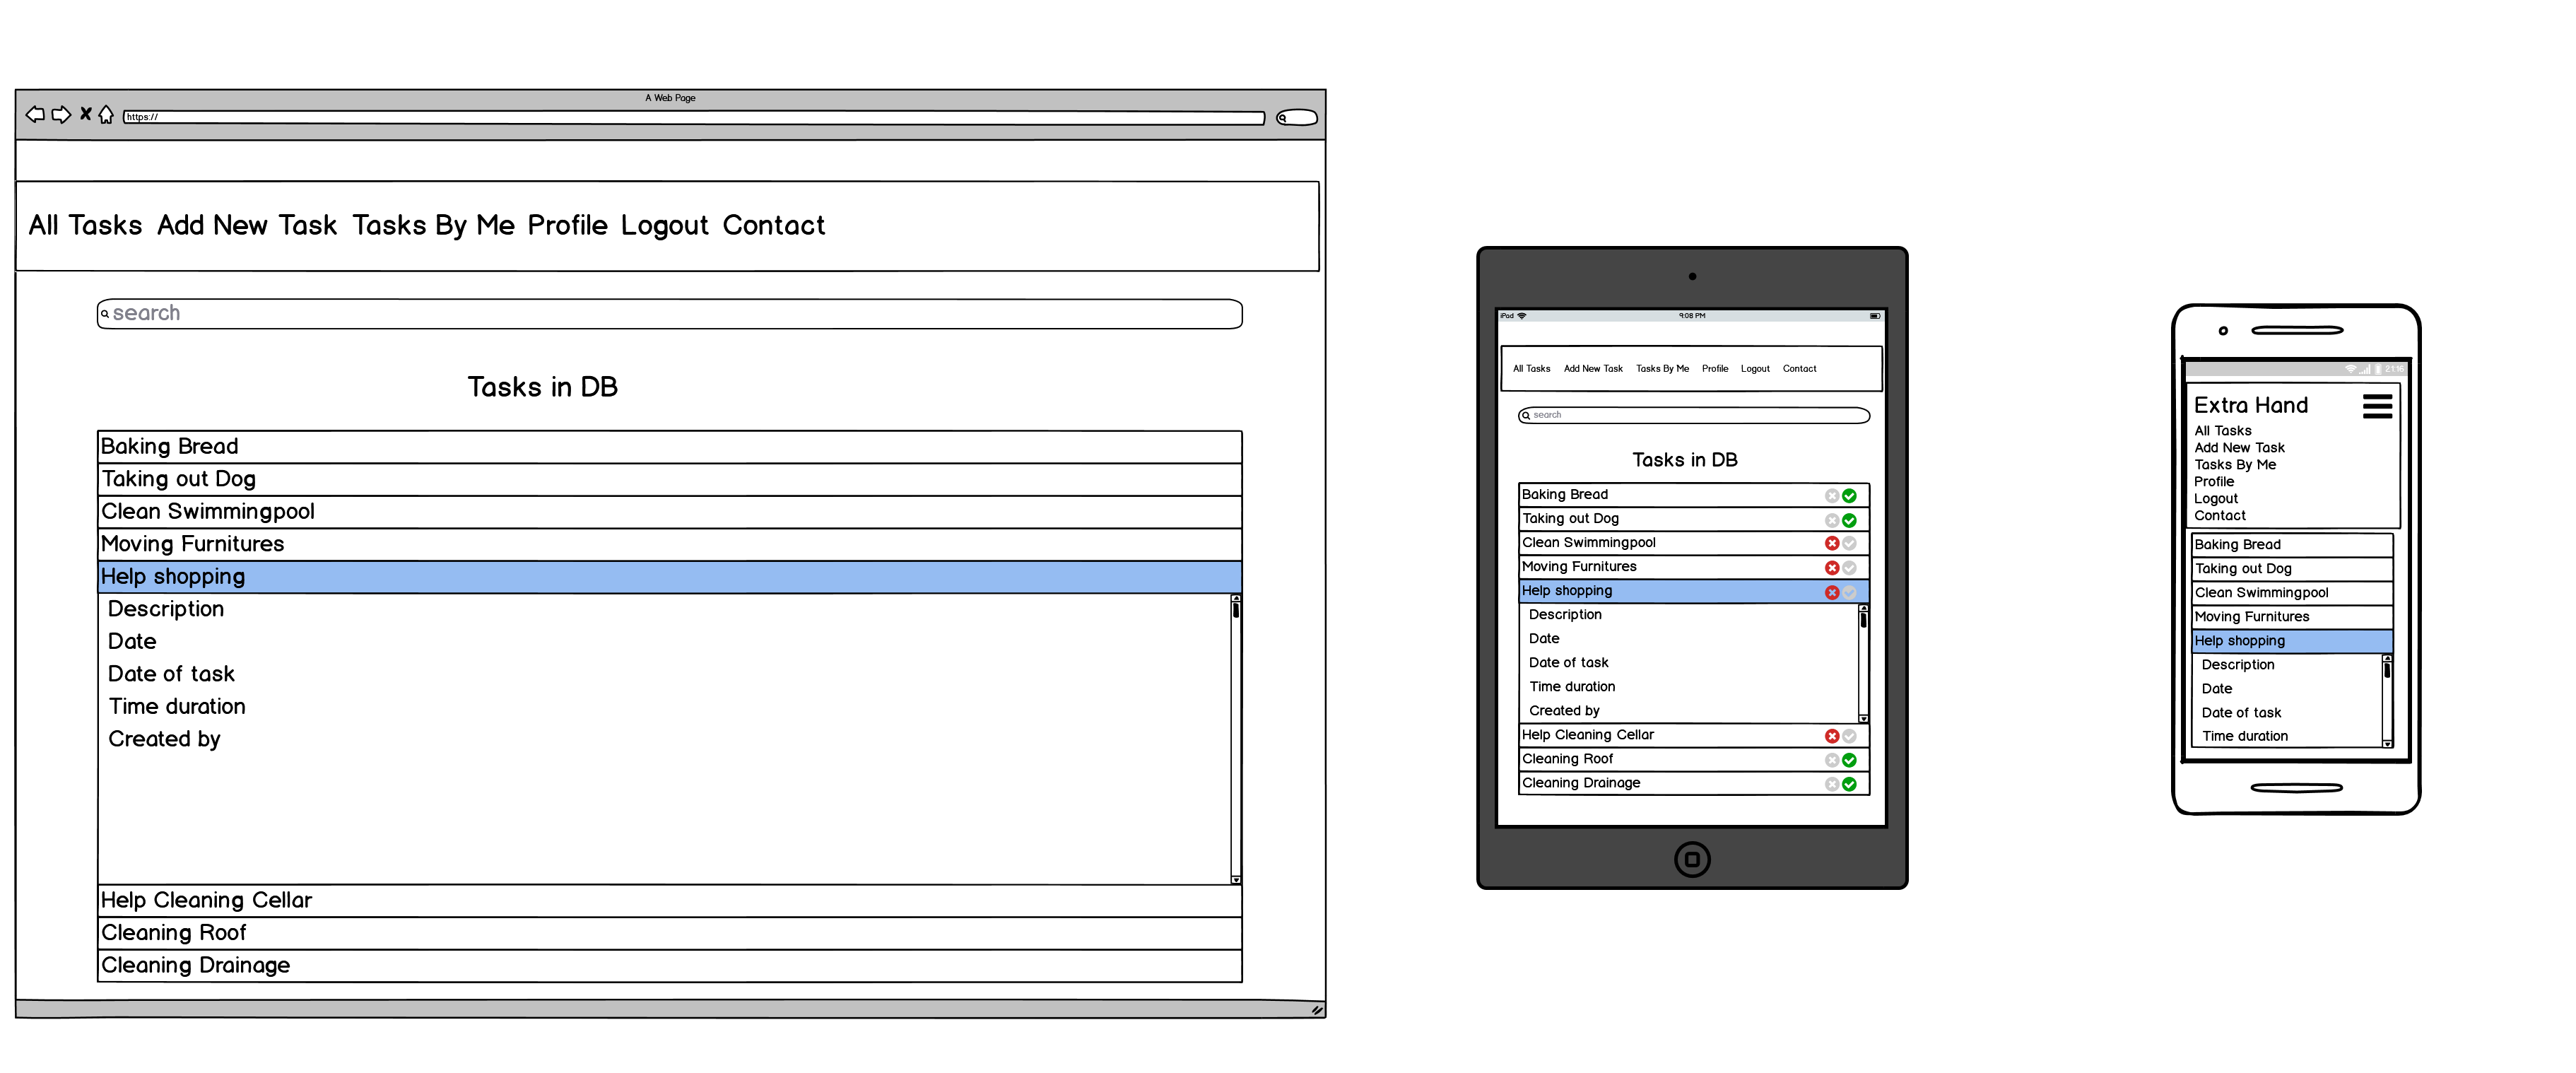 A Web Page
https://
All Tasks Add New Task Tasks By Me Profile Logout Contact
search
Tasks in DB
Baking Bread
Taking out Dog
Clean Swimmingpool
Moving Furnitures
Help shopping
Description
Date
Date of task
Time duration
Created by
Help Cleaning Cellar
Cleaning Roof
Cleaning Drainage
iPad 9:08 PM
All Tasks Add New Task Tasks By Me Profile Logout Contact
search
Tasks in DB
Baking Bread
Taking out Dog
Clean Swimmingpool
Moving Furnitures
Help shopping
Description
Date
Date of task
Time duration
Created by
Help Cleaning Cellar
Cleaning Roof
Cleaning Drainage
21:16
Extra Hand
All Tasks
Add New Task
Tasks By Me
Profile
Logout
Contact
Baking Bread
Taking out Dog
Clean Swimmingpool
Moving Furnitures
Help shopping
Description
Date
Date of task
Time duration